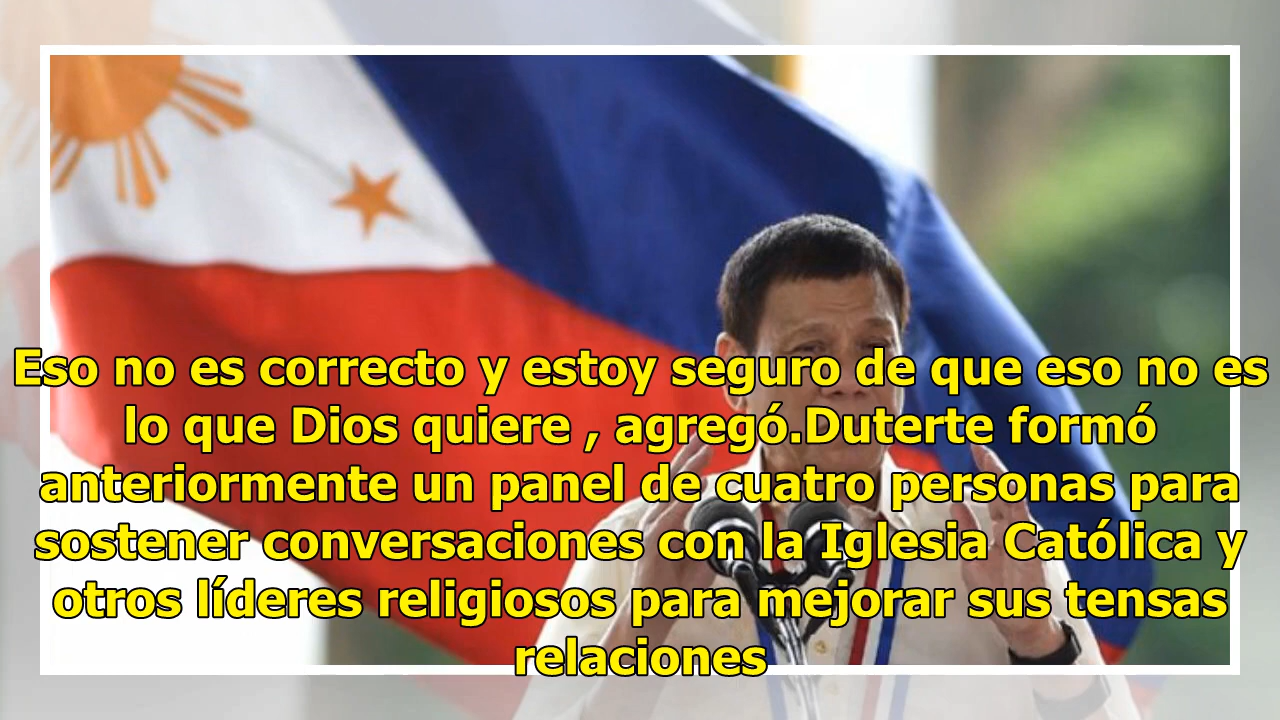 Eso no es correcto y estoy seguro de que eso no es
lo que Dios quiere , agregó.Duterte formó
anteriormente un panel de cuatro personas para
sostener conversaciones con la Iglesia Católica y
otros líderes religiosos para mejorar sus tensas
relaciones